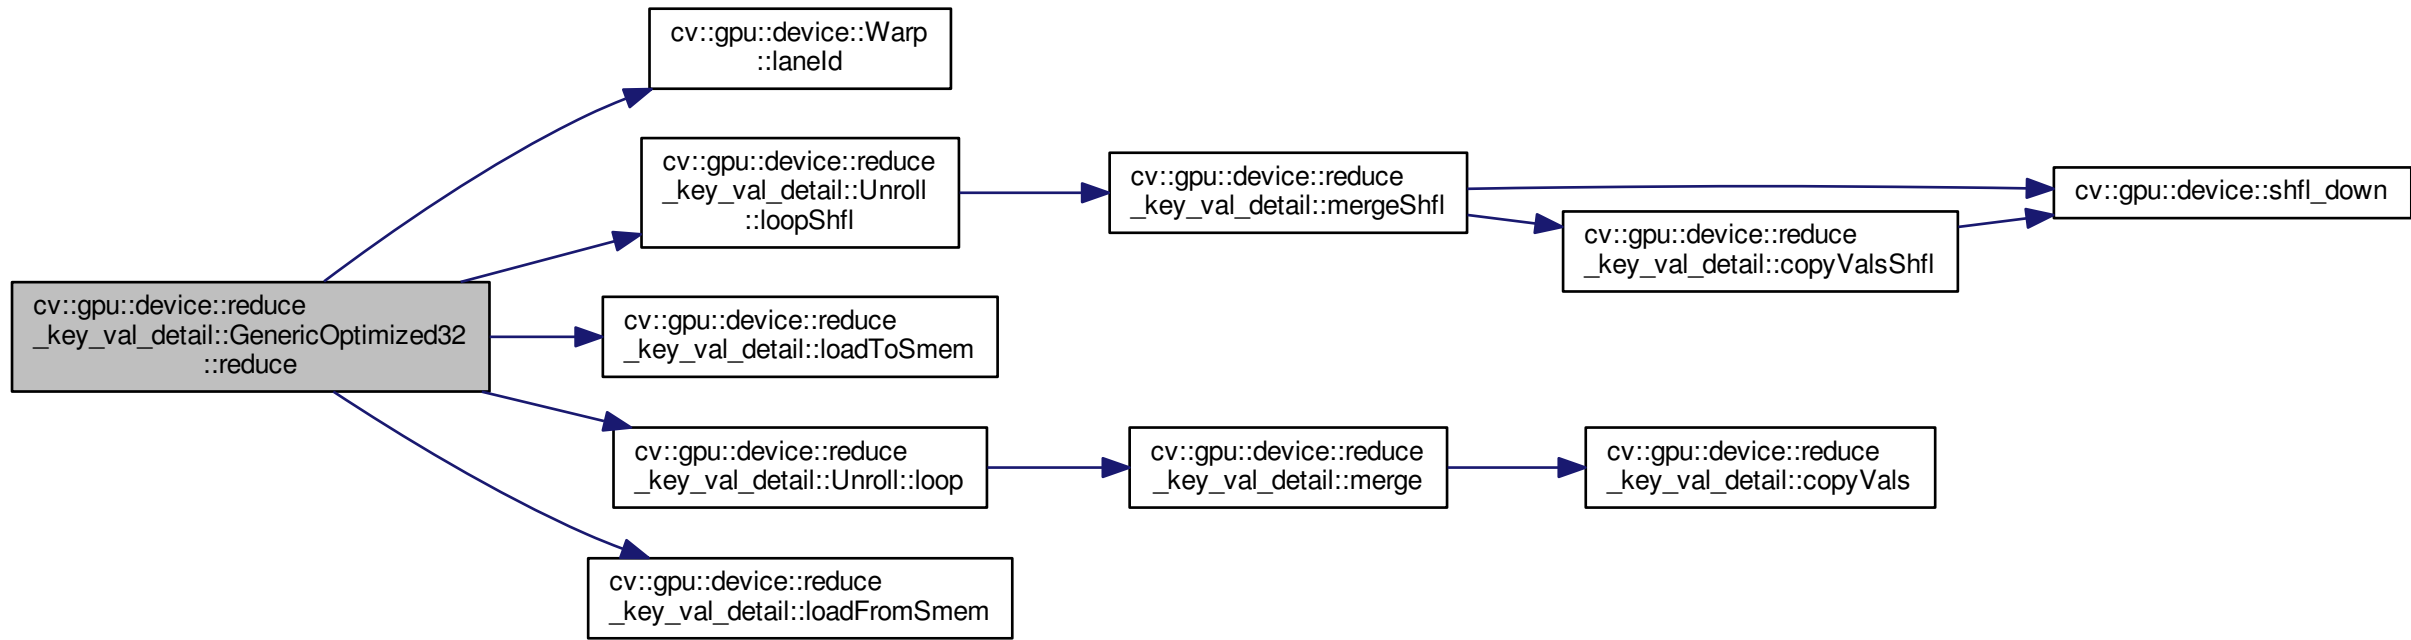 cv::gpu::device::Warp
::laneId
cv::gpu::device::reduce
_key_val_detail::Unroll
::loopShfl
cv::gpu::device::reduce
_key_val_detail::mergeShfl
cv::gpu::device::shfl_down
cv::gpu::device::reduce
_key_val_detail::copyValsShfl
cv::gpu::device::reduce
_key_val_detail::GenericOptimized32
::reduce
cv::gpu::device::reduce
_key_val_detail::loadToSmem
cv::gpu::device::reduce
_key_val_detail::Unroll::loop
cv::gpu::device::reduce
_key_val_detail::merge
cv::gpu::device::reduce
_key_val_detail::copyVals
cv::gpu::device::reduce
_key_val_detail::loadFromSmem